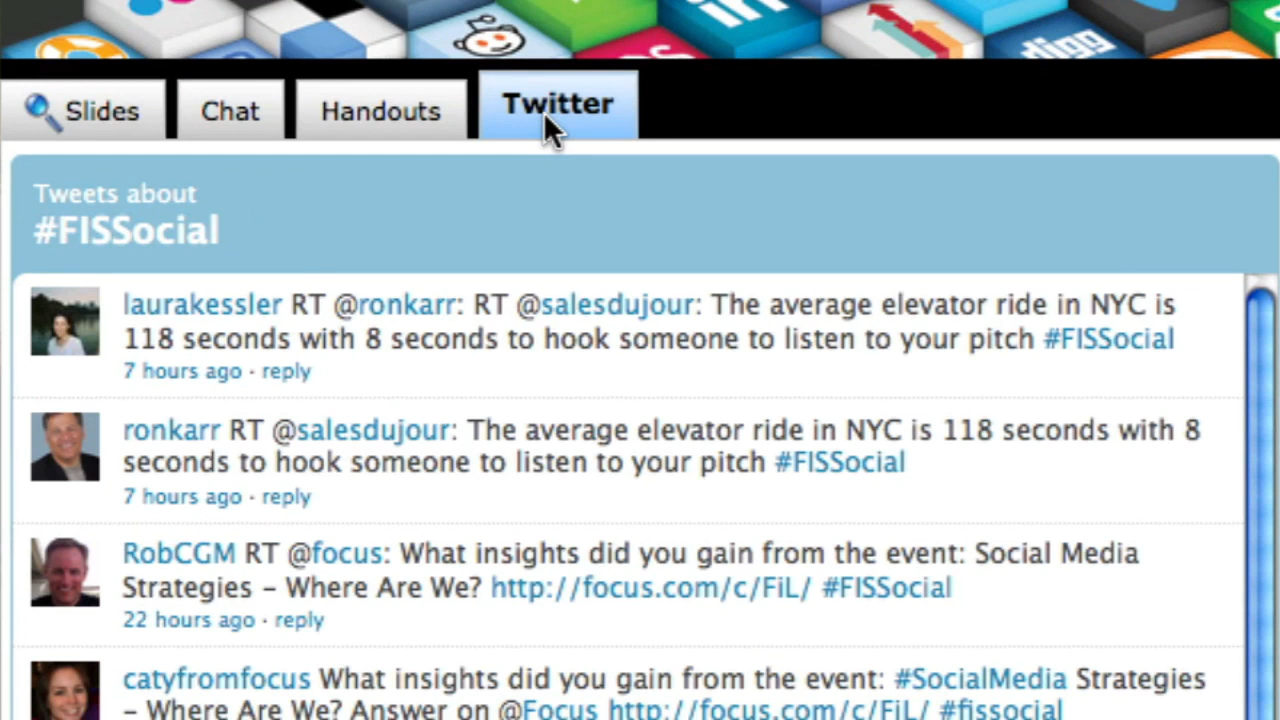 in
digg
Slides
Chat
Handouts
Twitter
Tweets about
#FISSocial
laurakessler RT @ronkarr: RT @salesdujour: The average elevator ride in NYC is
118 seconds with 8 seconds to hook someone to listen to your pitch #FISSocial
7 hours ago · reply
ronkarr RT @salesdujour: The average elevator ride in NYC is 118 seconds with 8
seconds to hook someone to listen to your pitch #FISSocial
7 hours ago · reply
RobCGM RT @focus: What insights did you gain from the event: Social Media
Strategies – Where Are We? http://focus.com/c/FiL/ #FISSocial
22 hours ago · reply
catyfromfocus What insights did you gain from the event: #SocialMedia Strategies
– Where Are We? Answer on @Focus http://focus.com/c/FiL/ #fissocial